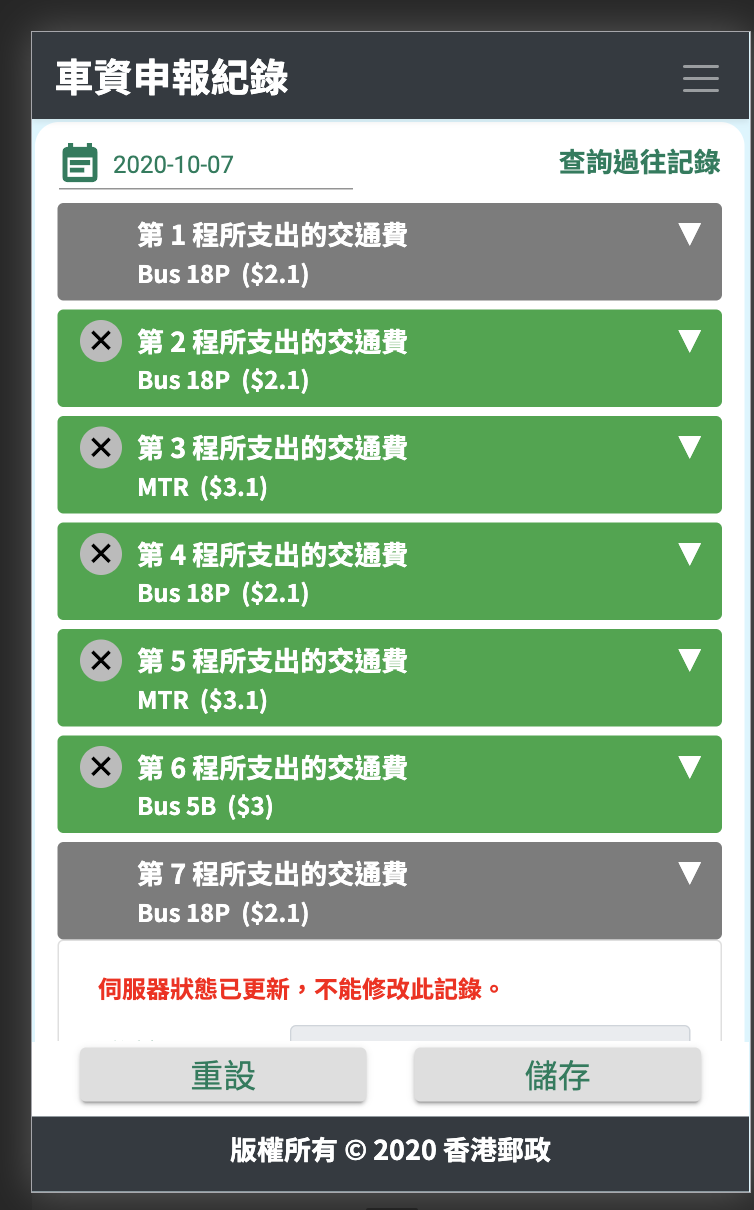 車資申報紀錄
2020-10-07
查詢過往記錄
第 1 程所支出的交通費
Bus 18P ($2.1)
第 2 程所支出的交通費
Bus 18P ($2.1)
第 3 程所支出的交通費
MTR ($3.1)
第 4 程所支出的交通費
Bus 18P ($2.1)
第 5 程所支出的交通費
MTR ($3.1)
第 6 程所支出的交通費
Bus 5B ($3)
第 7 程所支出的交通費
Bus 18P ($2.1)
伺服器狀態已更新，不能修改此記錄。
重設
儲存
版權所有 © 2020 香港郵政